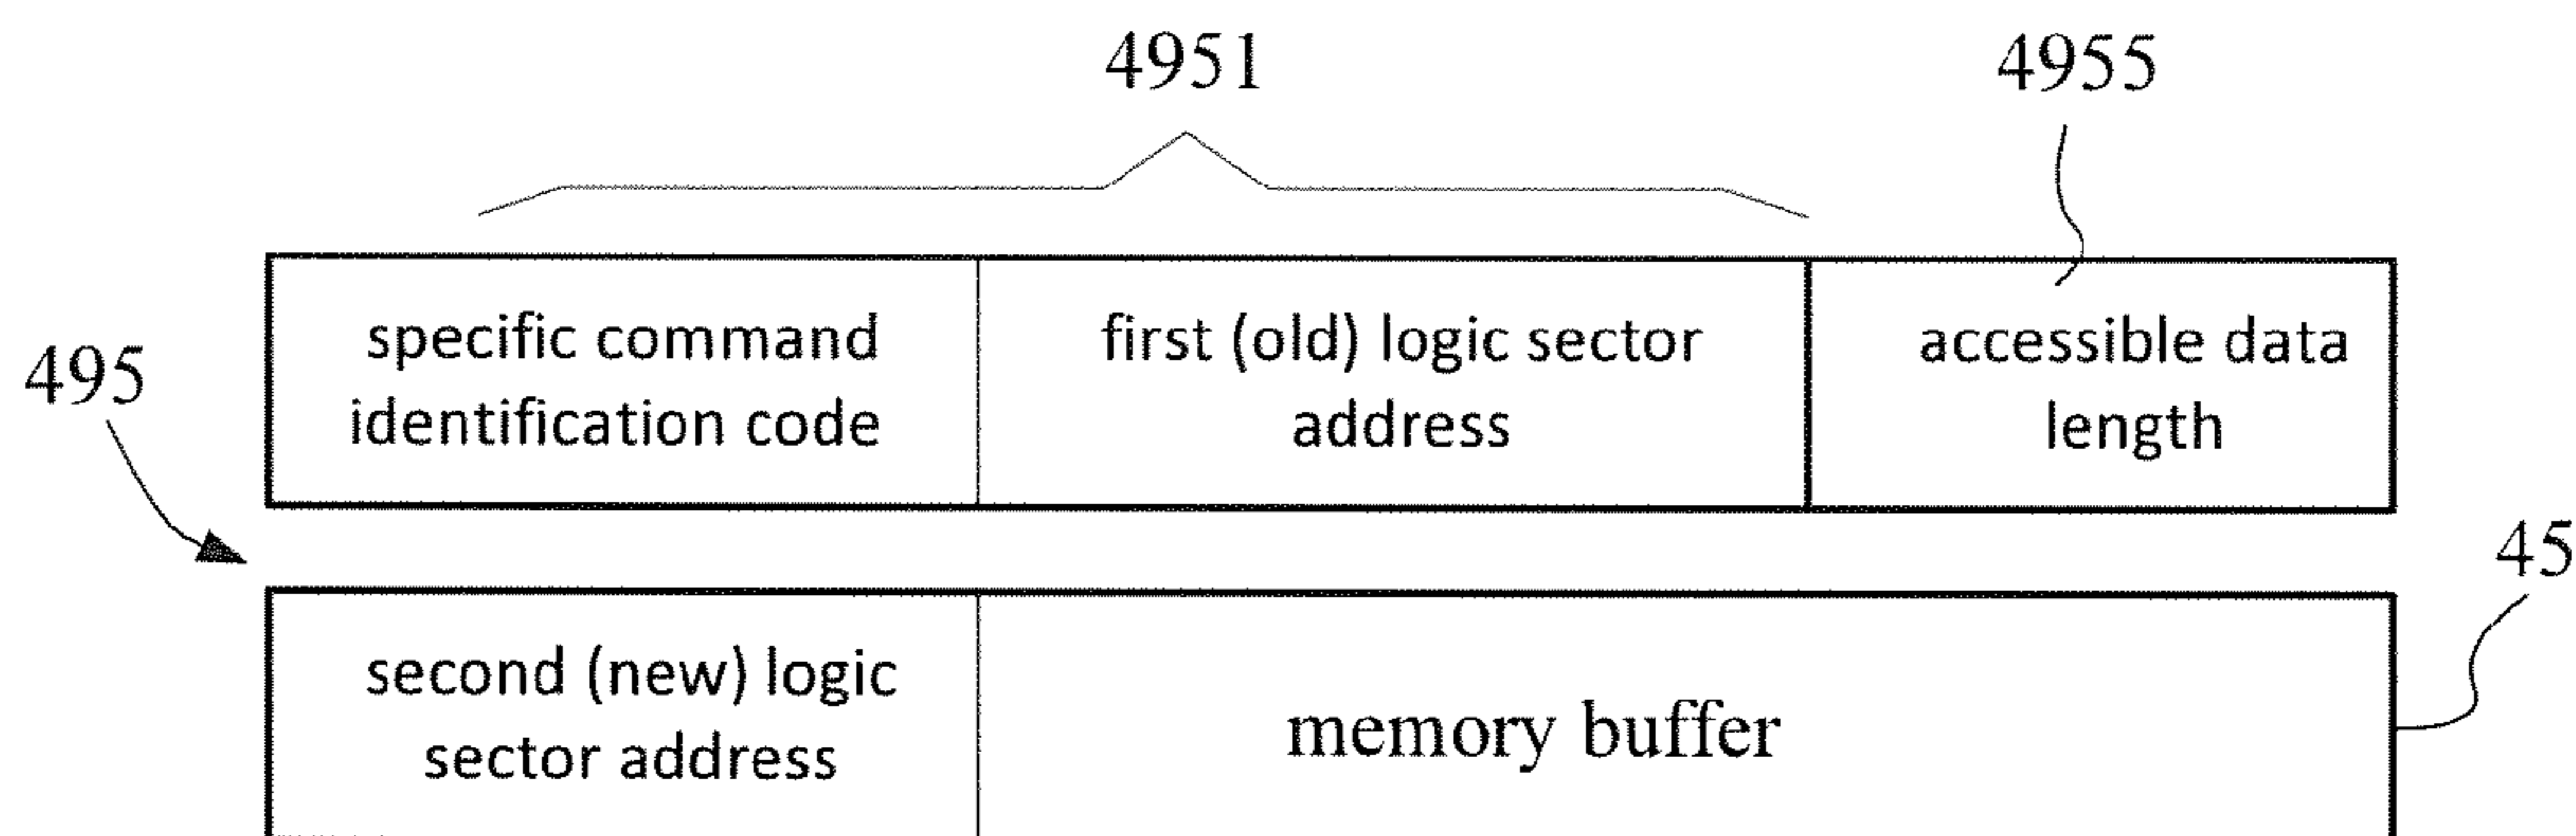 4951
4955
specific command
identification code
first (old) logic sector
address
accessible data
length
495
45
second (new) logic
sector address
memory buffer